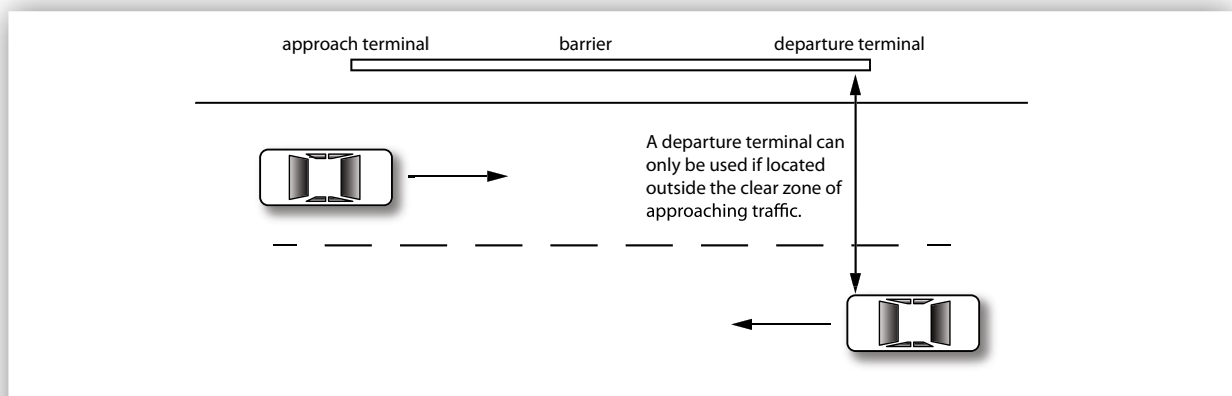 approach terminal barrier departure terminal
A departure terminal can
only be used if located
outside the clear zone of
approaching traffic.